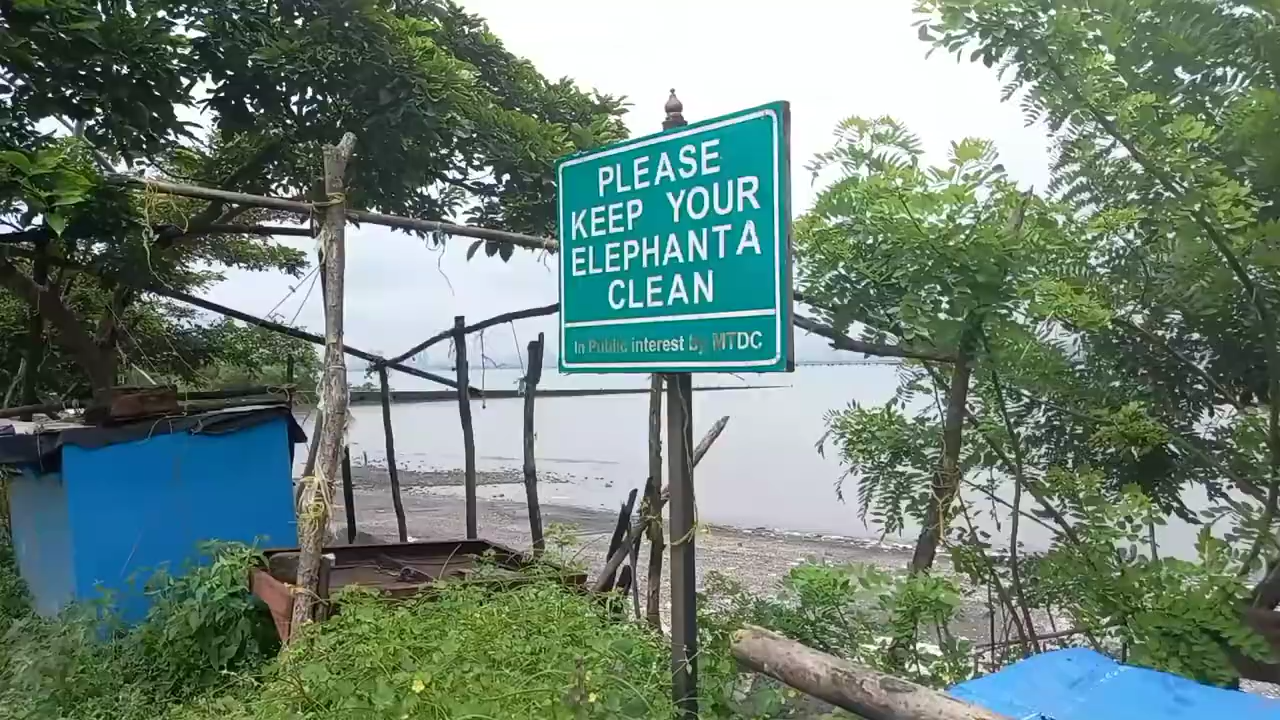 PLEASE
KEEP YOUR
ELEPHANTA
CLEAN
In Public interest by MTDC